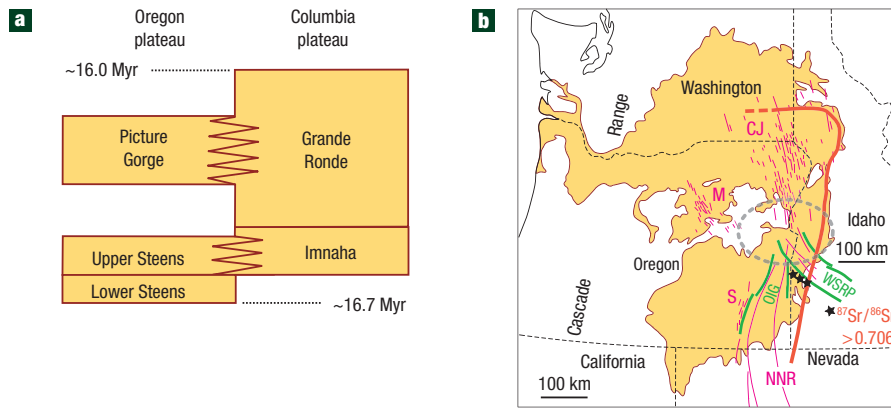 a
Oregon
plateau
Columbia
plateau
~16.0 Myr
Picture
Gorge
Grande
Ronde
Upper Steens
Imnaha
Lower Steens
~16.7 Myr
b
Washington
Range
CJ
M
Idaho
100 km
Oregon
WSRP
OIG
S
Cascade
⁸⁷Sr/⁸⁶Sr
>0.706
California
Nevada
NNR
100 km